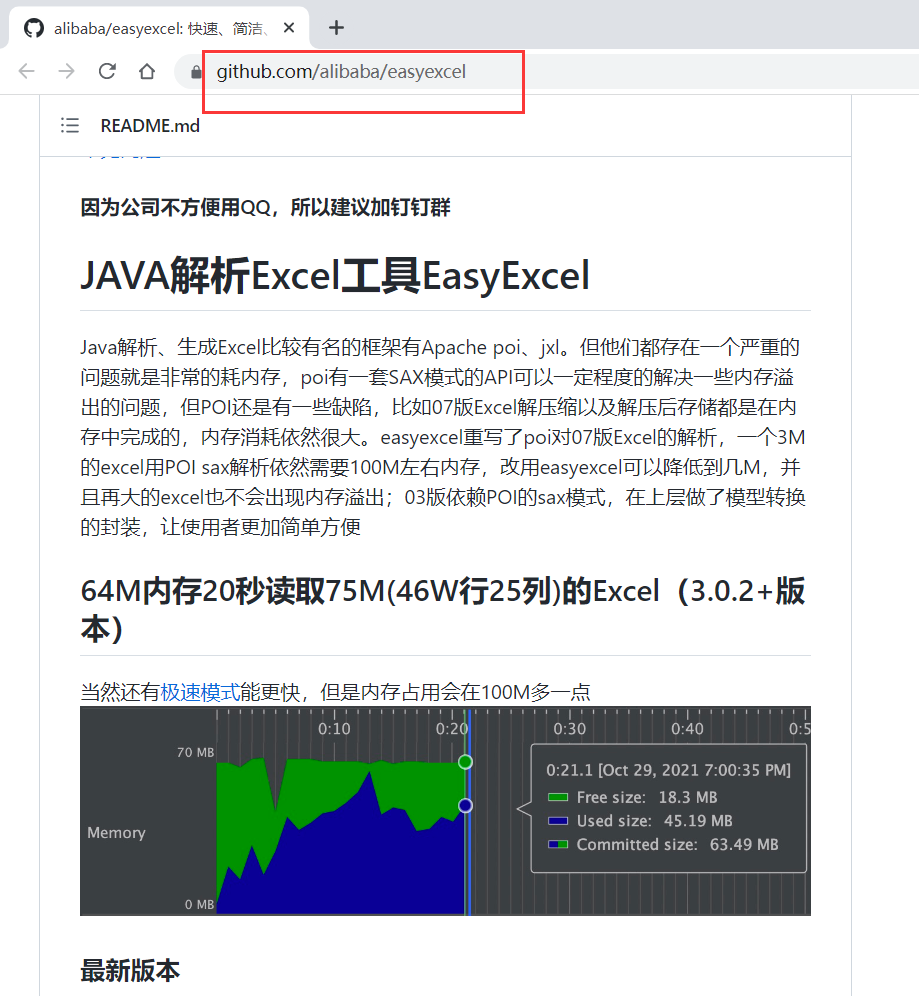 alibaba/easyexcel: 快速、简洁、
github.com/alibaba/easyexcel
README.md
因为公司不方便用QQ，所以建议加钉钉群
JAVA解析Excel工具EasyExcel
Java解析、生成Excel比较有名的框架有Apache poi、jxl。但他们都存在一个严重的
问题就是非常的耗内存，poi有一套SAX模式的API可以一定程度的解决一些内存溢
出的问题，但POI还是有一些缺陷，比如07版Excel解压缩以及解压后存储都是在内
存中完成的，内存消耗依然很大。easyexcel重写了poi对07版Excel的解析，一个3M
的excel用POI sax解析依然需要100M左右内存，改用easyexcel可以降低到几M，并
且再大的excel也不会出现内存溢出；03版依赖POI的sax模式，在上层做了模型转换
的封装，让使用者更加简单方便
64M内存20秒读取75M(46W行25列)的Excel（3.0.2+版
本）
当然还有极速模式能更快，但是内存占用会在100M多一点
0:10 0:20 0:30 0:40 0:5
70 MB
0:21.1 [Oct 29, 2021 7:00:35 PM]
Free size: 18.3 MB
Used size: 45.19 MB
Memory
Committed size: 63.49 MB
0 MB
最新版本